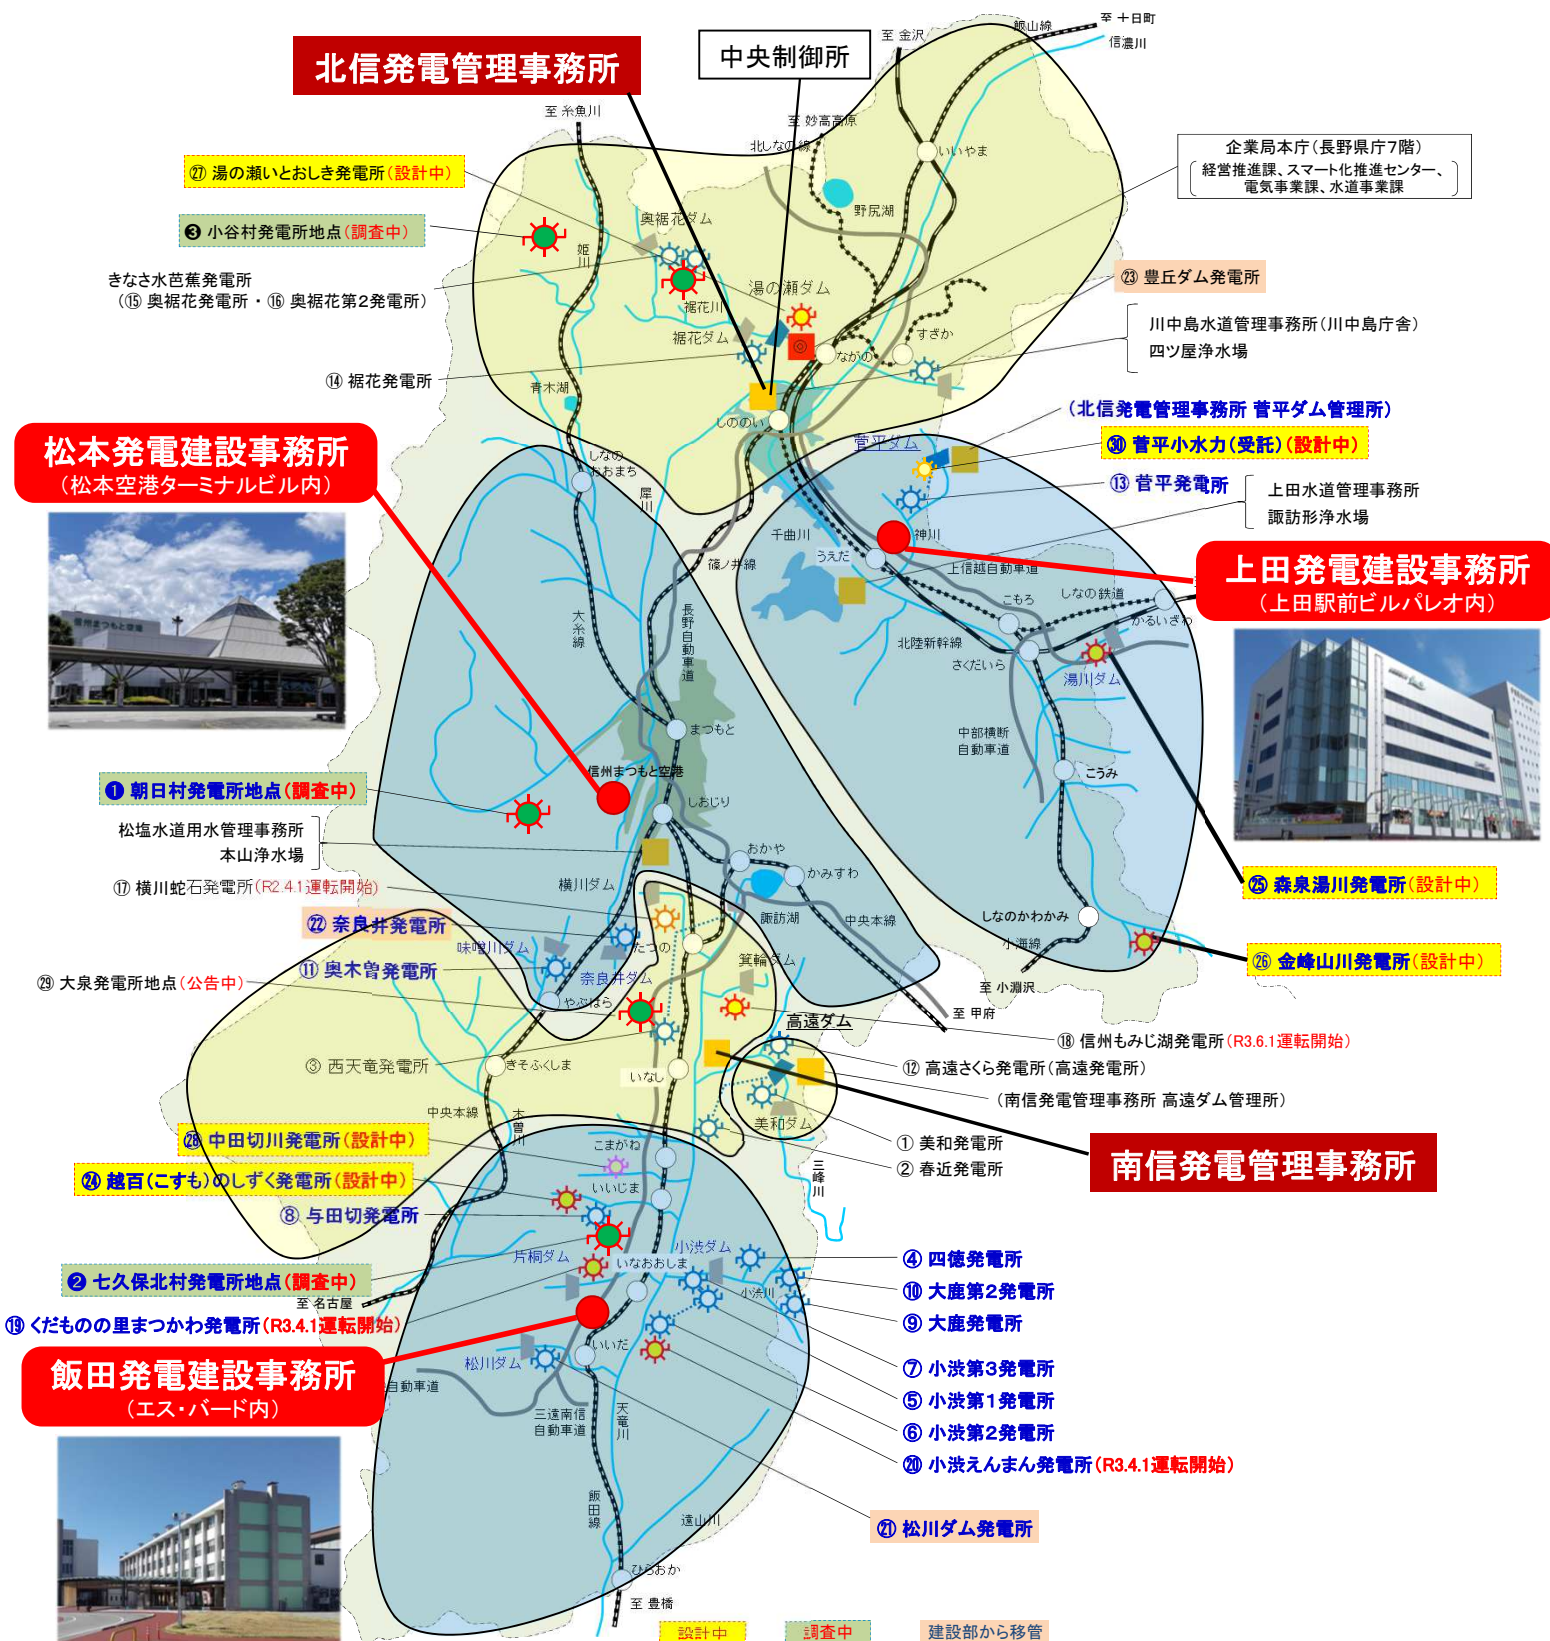 北信発電管理事務所
中央制御所
至 金沢
飯山線
至 十日町
信濃川
至 糸魚川
至 妙高高原
北しなの線
いいやま
企業局本庁(長野県庁7階)
経営推進課、スマート化推進センター、
電気事業課、水道事業課
㉗ 湯の瀬いとおしき発電所(設計中)
野尻湖
奥裾花ダム
❸ 小谷村発電所地点(調査中)
姫川
きなさ水芭蕉発電所
(⑮ 奥裾花発電所・⑯ 奥裾花第2発電所)
湯の瀬ダム
㉓ 豊丘ダム発電所
裾花川
裾花ダム
すざか
ながの
川中島水道管理事務所(川中島庁舎)
四ツ屋浄水場
⑭ 裾花発電所
青木湖
しののい
(北信発電管理事務所 菅平ダム管理所)
菅平ダム
㉚ 菅平小水力(受託)(設計中)
松本発電建設事務所
(松本空港ターミナルビル内)
しなの
おおまち
犀川
⑬ 菅平発電所
上田水道管理事務所
諏訪形浄水場
千曲川
神川
うえだ
上信越自動車道
篠ノ井線
上田発電建設事務所
(上田駅前ビルパレオ内)
信州まつもと空港
大糸線
長野自動車道
こもろ
しなの鉄道
かるいざわ
北陸新幹線
さくだいら
湯川ダム
まつもと
中部横断
自動車道
信州まつもと空港
こうみ
❶ 朝日村発電所地点(調査中)
しおじり
松塩水道用水管理事務所
本山浄水場
おかや
かみすわ
⑰ 横川蛇石発電所(R2.4.1運転開始)
横川ダム
㉕ 森泉湯川発電所(設計中)
諏訪湖
中央本線
しなのかわかみ
㉒ 奈良井発電所
味噌川ダム
たつの
小海線
⑪ 奥木曽発電所
奈良井ダム
箕輪ダム
㉖ 金峰山川発電所(設計中)
㉙ 大泉発電所地点(公告中)
やぶはら
至 小淵沢
至 甲府
高遠ダム
⑱ 信州もみじ湖発電所(R3.6.1運転開始)
③ 西天竜発電所
きそふくしま
いなし
⑫ 高遠さくら発電所(高遠発電所)
(南信発電管理事務所 高遠ダム管理所)
中央本線
木曽川
美和ダム
① 美和発電所
② 春近発電所
南信発電管理事務所
㉘ 中田切川発電所(設計中)
こまがね
三峰川
㉔ 越百(こすも)のしずく発電所(設計中)
いいじま
⑧ 与田切発電所
片桐ダム
小渋ダム
いなおおしま
④ 四徳発電所
❷ 七久保北村発電所地点(調査中)
小渋川
⑩ 大鹿第2発電所
至 名古屋
⑲ くだものの里まつかわ発電所(R3.4.1運転開始)
⑨ 大鹿発電所
飯田発電建設事務所
(エス・バード内)
松川ダム
いいだ
⑦ 小渋第3発電所
自動車道
⑤ 小渋第1発電所
三遠南信
自動車道
天竜川
⑥ 小渋第2発電所
⑳ 小渋えんまん発電所(R3.4.1運転開始)
飯田線
遠山川
㉑ 松川ダム発電所
ひらおか
至 豊橋
設計中
調査中
建設部から移管